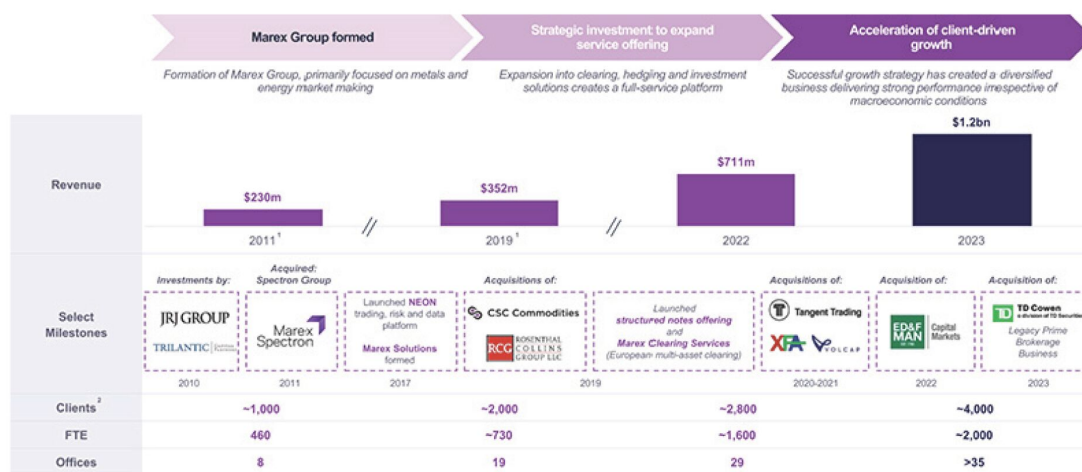 Marex Group formed
Strategic investment to expand
service offering
Acceleration of client-driven
growth
Formation of Marex Group, primarily focused on metals and
energy market making
Expansion into clearing, hedging and investment
solutions creates a full-service platform
Successful growth strategy has created a diversified
business delivering strong performance irrespective of
macroeconomic conditions
Revenue
$230m
$352m
$711m
$1.2bn
2011 1
2019 1
2022
2023
Select
Milestones
Investments by:
JRJ GROUP
TRILANTIC
2010
Acquired:
Spectron Group
Marex
Spectron
2011
Launched NEON
trading, risk and data
platform
Marex Solutions
formed
2017
Acquisitions of:
CSC Commodities
RCG ROSENTHAL
COLLINS
GROUP LLC
Launched
structured notes offering
and
Marex Clearing Services
(European multi-asset clearing)
2019
Acquisitions of:
Tangent Trading
XFA VOLCAP
2020-2021
Acquisition of:
ED&F
MAN
Capital
Markets
2022
Acquisition of:
TD Cowen
a division of TD Securities
Legacy Prime
Brokerage
Business
2023
Clients 2
~1,000
~2,000
~2,800
~4,000
FTE
460
~730
~1,600
~2,000
Offices
8
19
29
>35